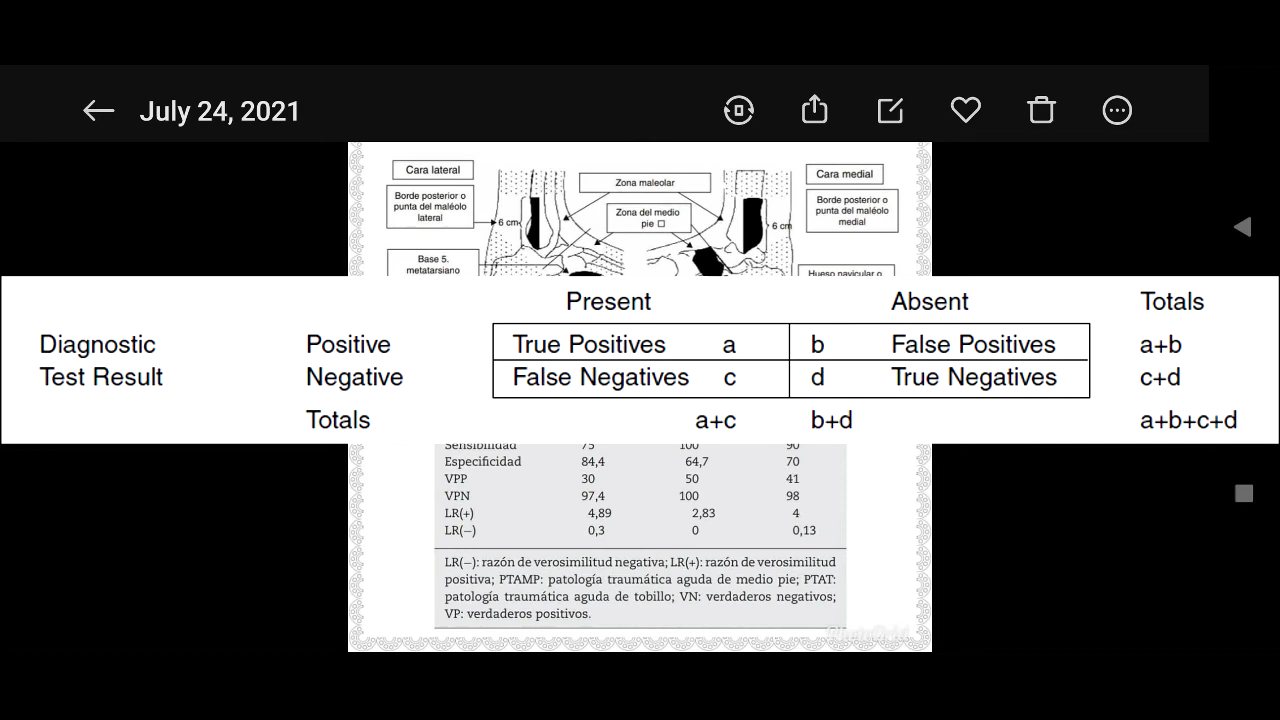 July 24, 2021
Cara lateral
Zona maleolar
Cara medial
Borde posterior o
punta del maléolo
lateral
Zona del medio
pie □
Borde posterior o
punta del maléolo
medial
6 cm
6 cm
Base 5.
metatarsiano
Hueso navicular o
Present Absent Totals
Diagnostic Positive True Positives a b False Positives a+b
Test Result Negative False Negatives c d True Negatives c+d
Totals a+c b+d a+b+c+d
Sensibilidad 75 100 90
Especificidad 84,4 64,7 70
VPP 30 50 41
VPN 97,4 100 98
LR(+) 4,89 2,83 4
LR(−) 0,3 0 0,13
LR(−): razón de verosimilitud negativa; LR(+): razón de verosimilitud
positiva; PTAMP: patología traumática aguda de medio pie; PTAT:
patología traumática aguda de tobillo; VN: verdaderos negativos;
VP: verdaderos positivos.